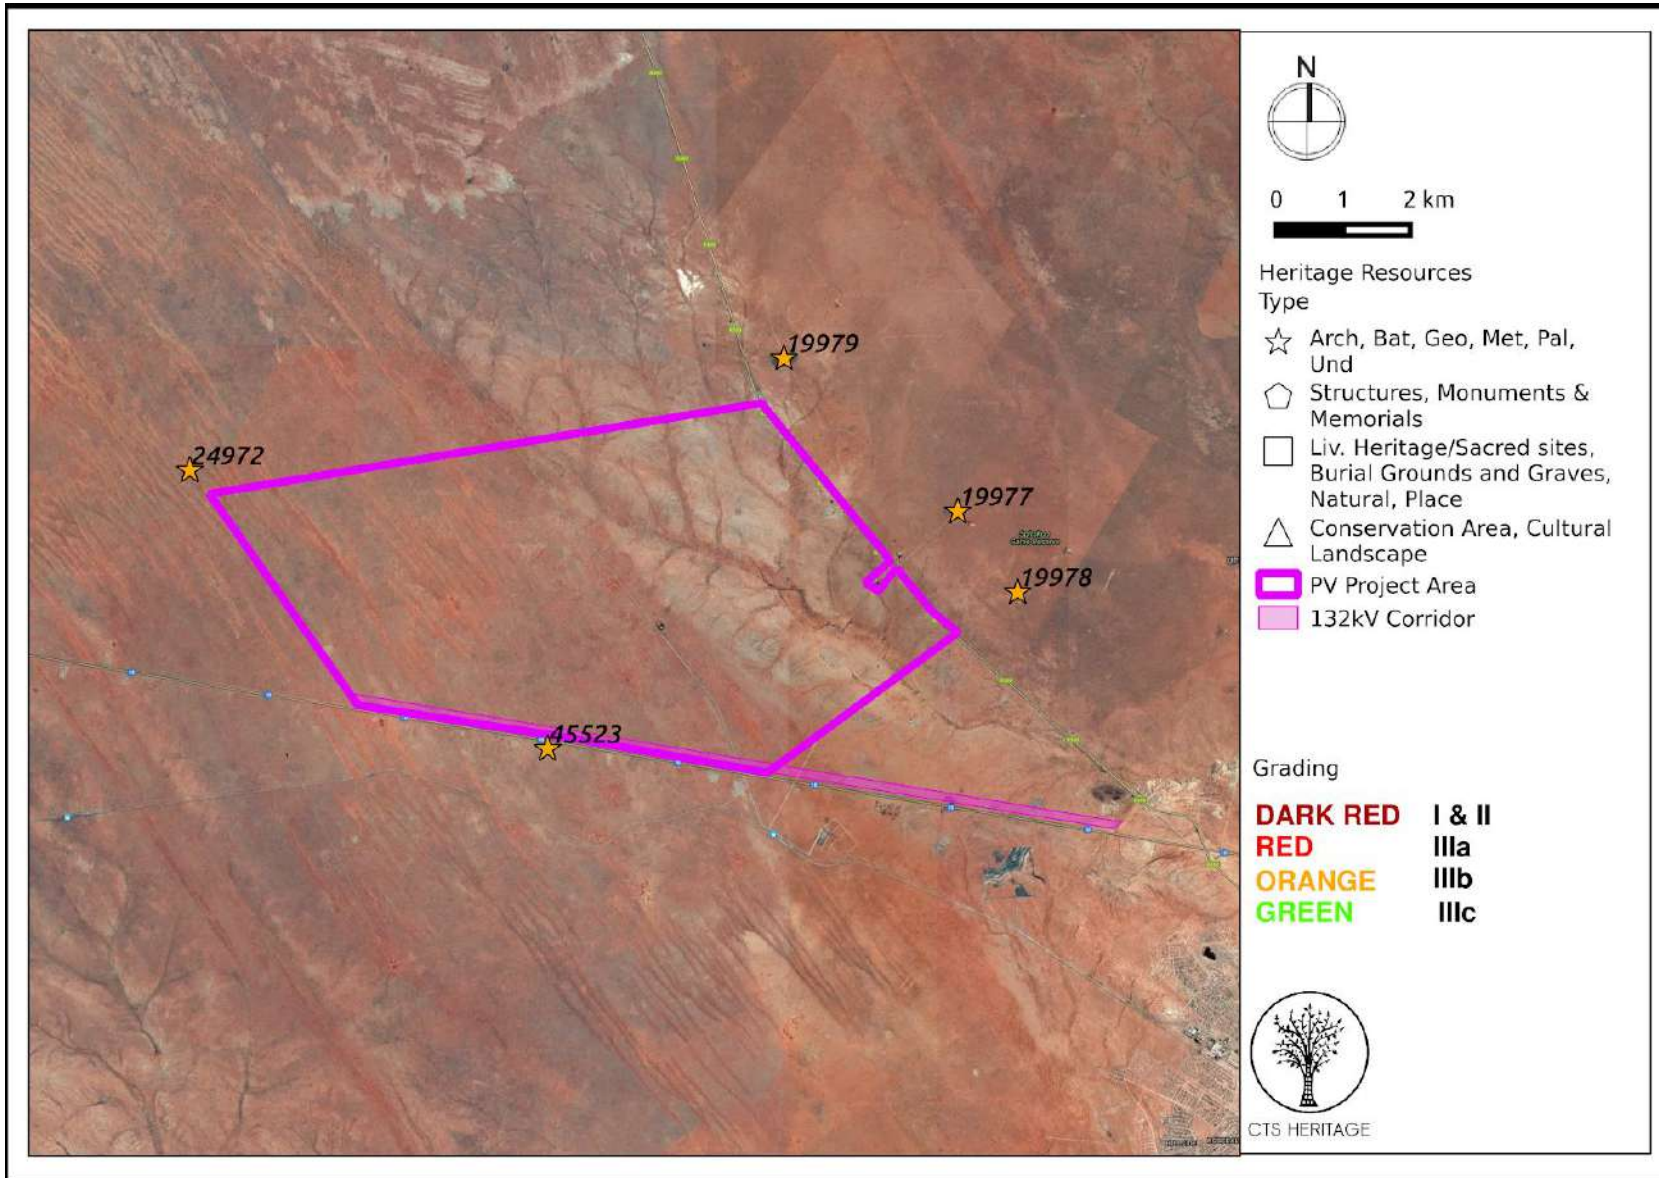 N
0 1 2 km
Heritage Resources
Type
Arch, Bat, Geo, Met, Pal,
Und
Structures, Monuments &
Memorials
Liv. Heritage/Sacred sites,
Burial Grounds and Graves,
Natural, Place
Conservation Area, Cultural
Landscape
PV Project Area
132kV Corridor
Grading
DARK RED I & II
RED IIIa
ORANGE IIIb
GREEN IIIc
CTS HERITAGE
19979
24972
19977
19978
45523